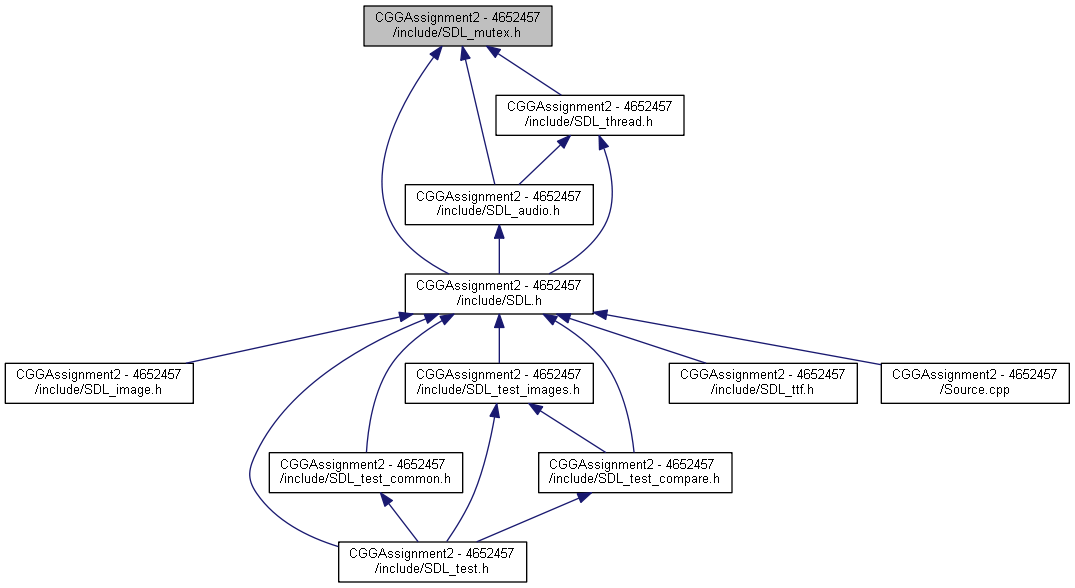 CGGAssignment2 - 4652457
/include/SDL_mutex.h
CGGAssignment2 - 4652457
/include/SDL_thread.h
CGGAssignment2 - 4652457
/include/SDL_audio.h
CGGAssignment2 - 4652457
/include/SDL.h
CGGAssignment2 - 4652457
/include/SDL_image.h
CGGAssignment2 - 4652457
/include/SDL_test_images.h
CGGAssignment2 - 4652457
/include/SDL_ttf.h
CGGAssignment2 - 4652457
/Source.cpp
CGGAssignment2 - 4652457
/include/SDL_test_common.h
CGGAssignment2 - 4652457
/include/SDL_test_compare.h
CGGAssignment2 - 4652457
/include/SDL_test.h